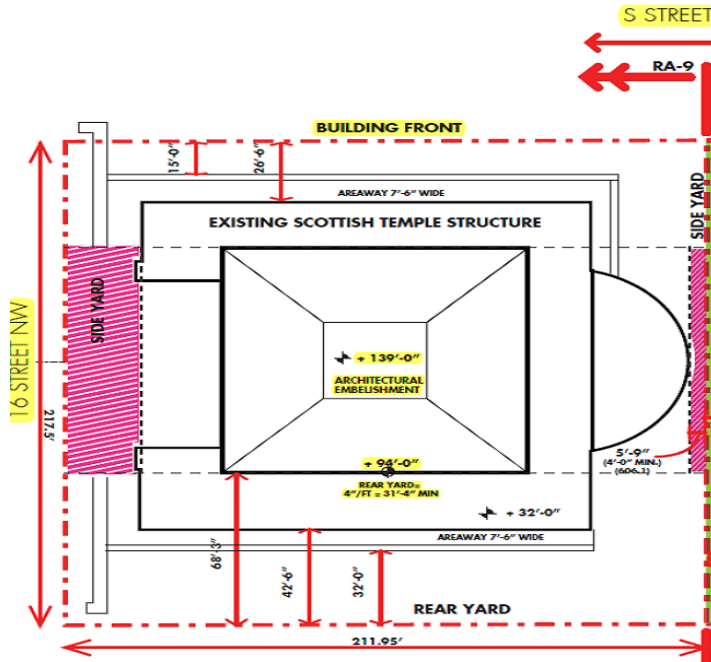 S STREET
RA-9
BUILDING FRONT
15'-0"
26'-6"
AREAWAY 7'-6" WIDE
EXISTING SCOTTISH TEMPLE STRUCTURE
SIDE YARD
SIDE YARD
16 STREET NW
217.5'
+ 139'-0"
ARCHITECTURAL
EMBELISHMENT
+ 94'-0"
REAR YARD=
4"/FT = 31'-4" MIN
5'-9"
(4'-0" MIN.)
(606.1)
+ 32'-0"
AREAWAY 7'-6" WIDE
68'-3"
42'-6"
32'-0"
REAR YARD
211.95'